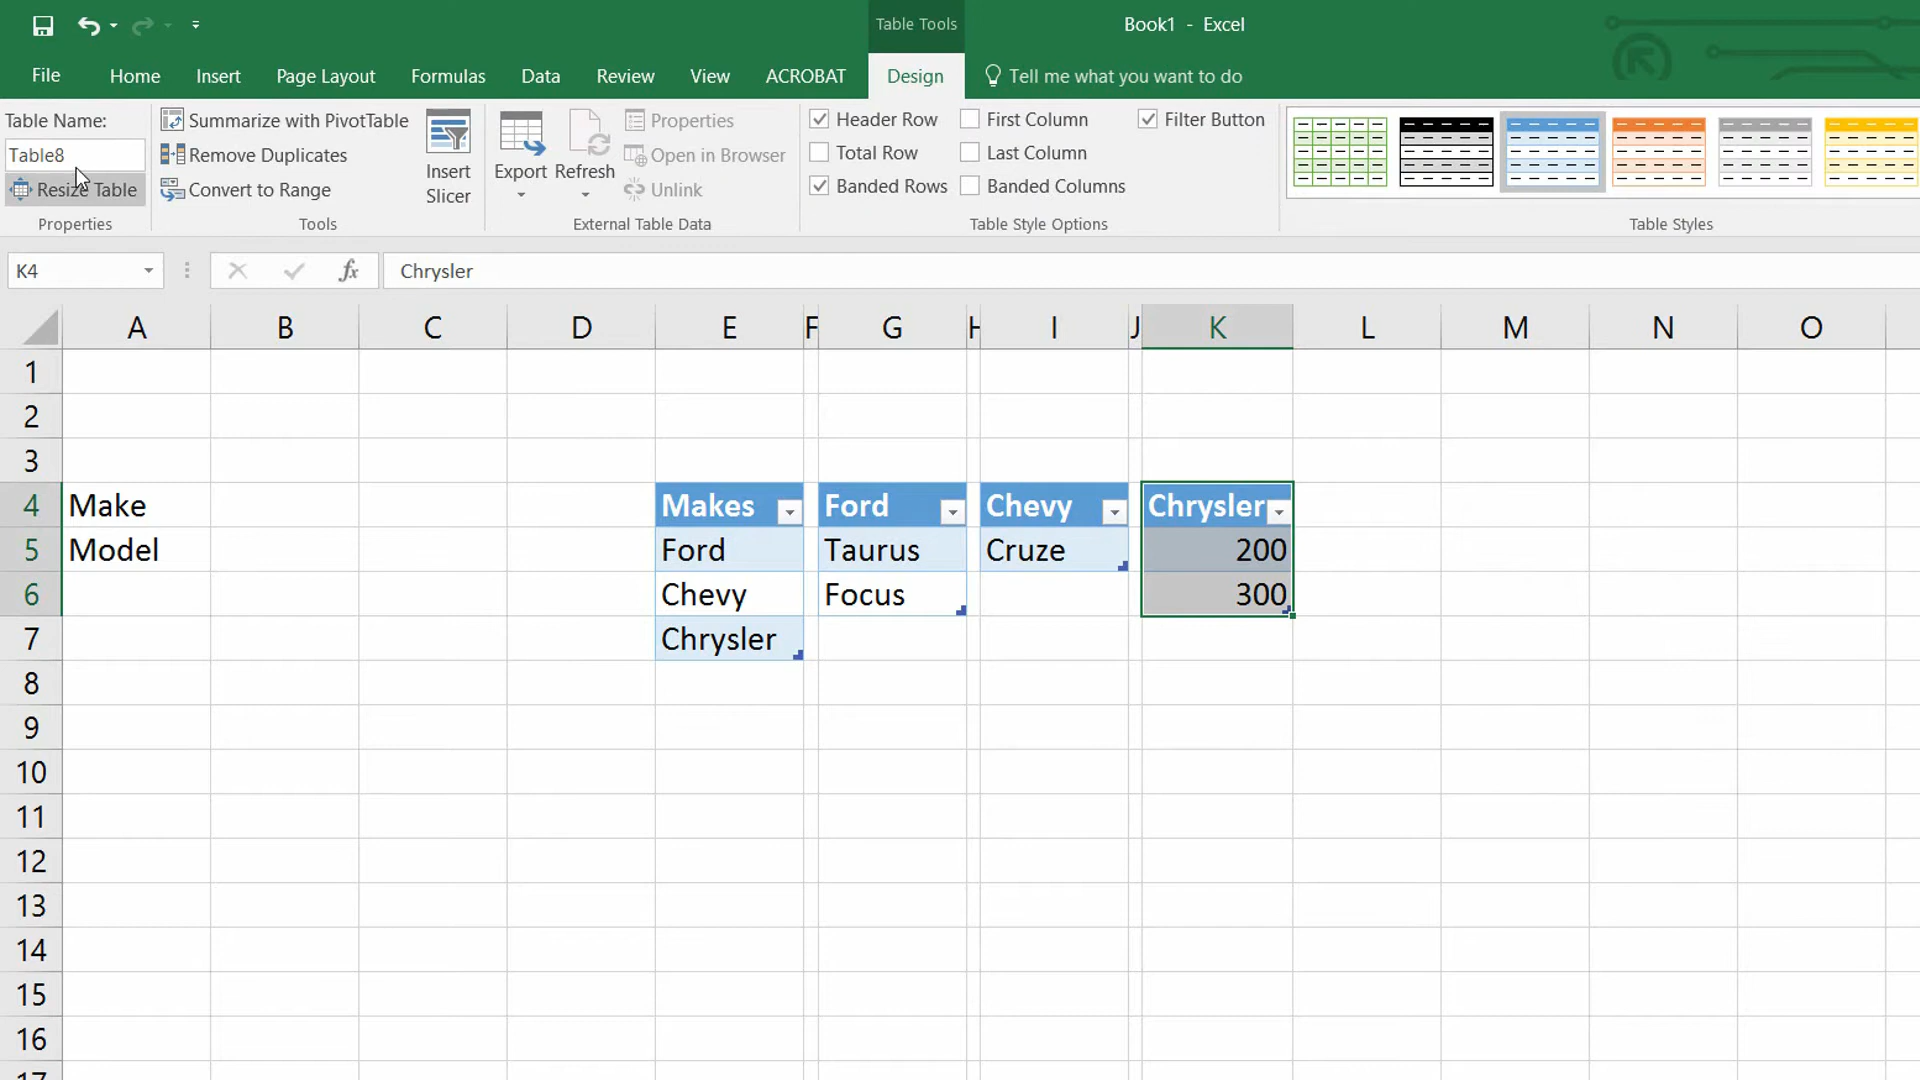 Table Tools
Book1 - Excel
File Home Insert Page Layout Formulas Data Review View ACROBAT Design Tell me what you want to do
Table Name:
Table8
Resize Table
Properties
Summarize with PivotTable
Remove Duplicates
Convert to Range
Tools
Insert
Slicer
Export
Refresh
Properties
Open in Browser
Unlink
External Table Data
Header Row First Column Filter Button
Total Row Last Column
Banded Rows Banded Columns
Table Style Options
Table Styles
K4 fx Chrysler
A B C D E F G H I J K L M N O
1
2
3
4 Make Makes Ford Chevy Chrysler
5 Model Ford Taurus Cruze 200
6 Chevy Focus 300
7 Chrysler
8
9
10
11
12
13
14
15
16
17